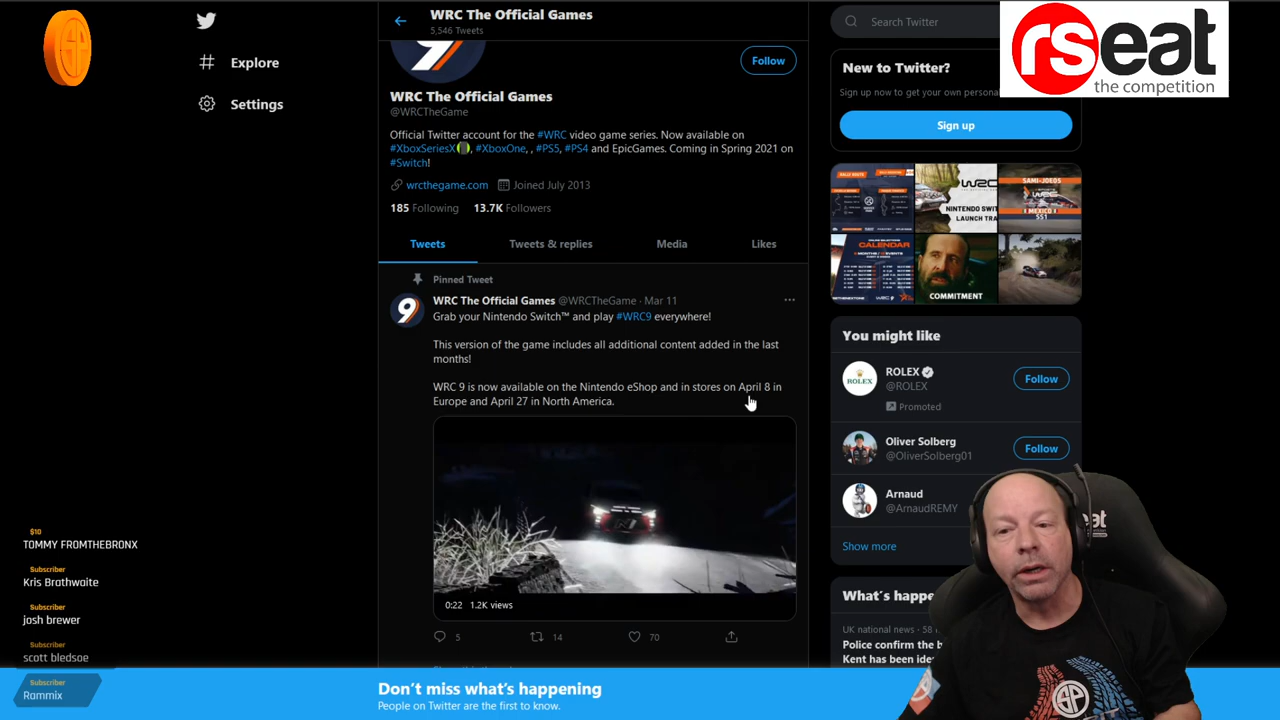 WRC The Official Games
5,546 Tweets
Explore
Settings
9
Follow
WRC The Official Games
@WRCTheGame
Official Twitter account for the #WRC video game series. Now available on
#XboxSeriesX, #XboxOne, , #PS5, #PS4 and EpicGames. Coming in Spring 2021 on
#Switch!
wrcthegame.com Joined July 2013
185 Following 13.7K Followers
Tweets Tweets & replies Media Likes
Pinned Tweet
9
WRC The Official Games @WRCTheGame · Mar 11 ...
Grab your Nintendo Switch™ and play #WRC9 everywhere!
This version of the game includes all additional content added in the last
months!
WRC 9 is now available on the Nintendo eShop and in stores on April 8 in
Europe and April 27 in North America.
0:22 1.2K views
5 14 70
Search Twitter
rseat
the competition
New to Twitter?
Sign up now to get your own
Sign up
COMMITMENT
MEXICO
SS1
You might like
ROLEX
ROLEX
@ROLEX
Promoted
Follow
Oliver Solberg
@OliverSolberg01
Follow
Arnaud
@ArnaudREMY
Show more
What's happe
UK national news · 58
Police confirm the b
Kent has been ide
$10
TOMMY FROMTHEBRONX
Subscriber
Kris Brathwaite
Subscriber
josh brewer
Subscriber
scott bledsoe
Subscriber
Rammix
Don't miss what's happening
People on Twitter are the first to know.